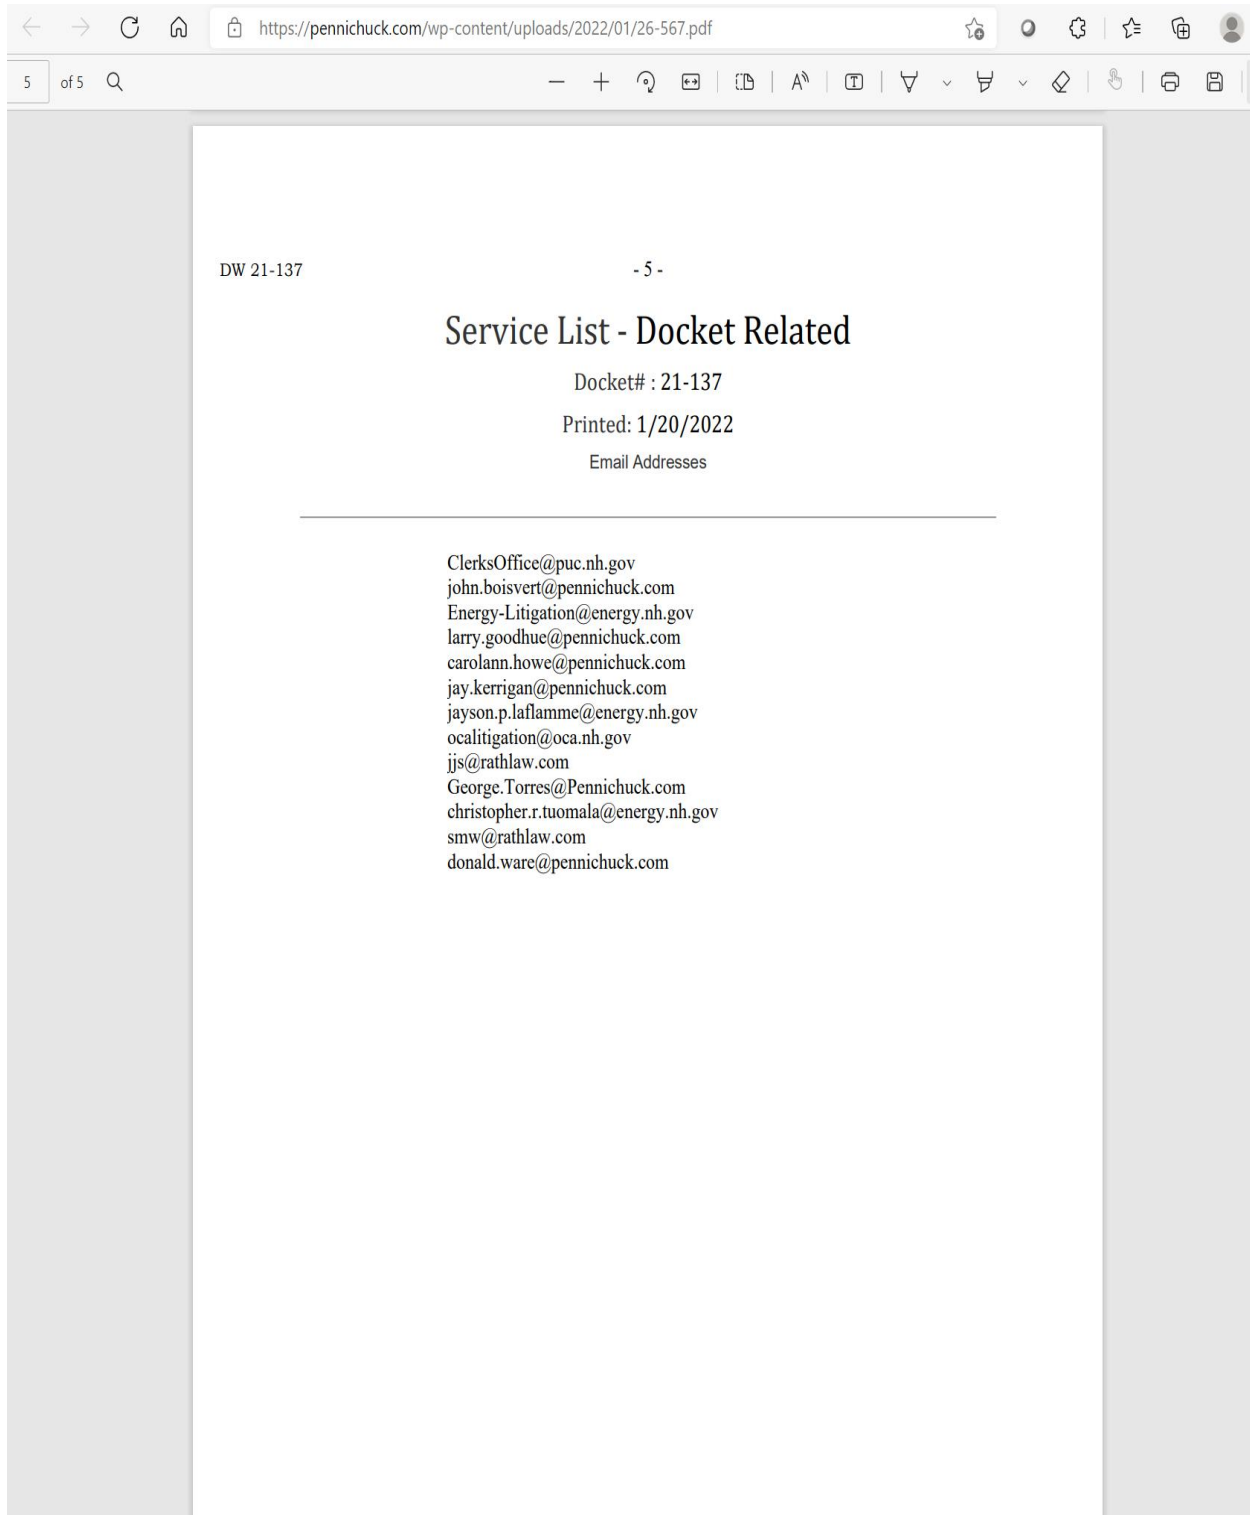 https://pennichuck.com/wp-content/uploads/2022/01/26-567.pdf
5 of 5
DW 21-137 - 5 -
Service List - Docket Related
Docket# : 21-137
Printed: 1/20/2022
Email Addresses
ClerksOffice@puc.nh.gov
john.boisvert@pennichuck.com
Energy-Litigation@energy.nh.gov
larry.goodhue@pennichuck.com
carolann.howe@pennichuck.com
jay.kerrigan@pennichuck.com
jayson.p.laflamme@energy.nh.gov
ocalitigation@oca.nh.gov
jjs@rathlaw.com
George.Torres@Pennichuck.com
christopher.r.tuomala@energy.nh.gov
smw@rathlaw.com
donald.ware@pennichuck.com